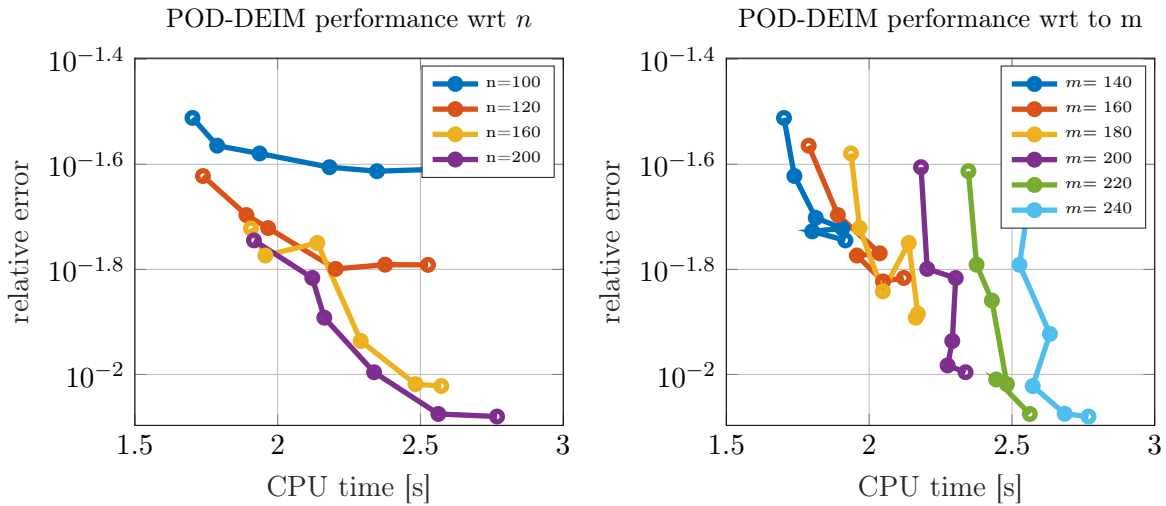 POD-DEIM performance wrt n
10^{-1.4}
10^{-1.6}
10^{-1.8}
10^{-2}
relative error
1.5 2 2.5 3
CPU time [s]
n=100
n=120
n=160
n=200
POD-DEIM performance wrt to m
10^{-1.4}
10^{-1.6}
10^{-1.8}
10^{-2}
relative error
1.5 2 2.5 3
CPU time [s]
m= 140
m= 160
m= 180
m= 200
m= 220
m= 240